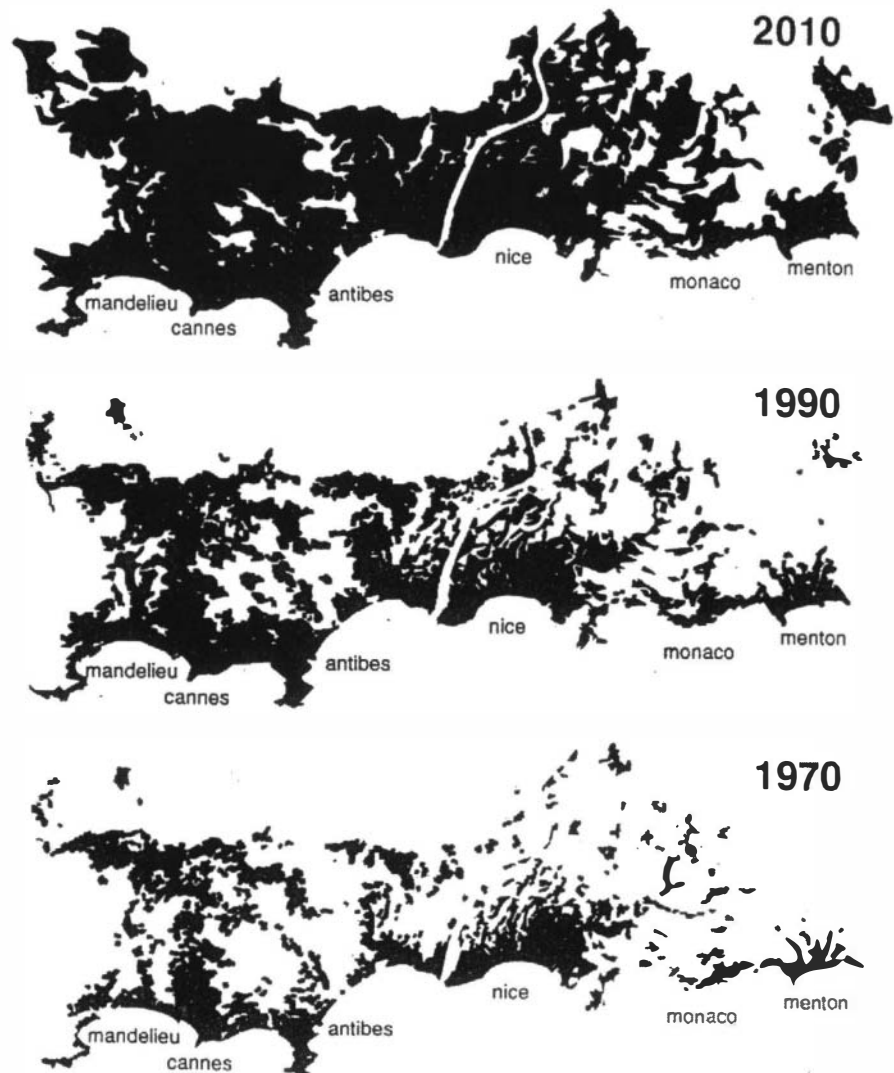 2010
nice
menton
monaco
antibes
mandelieu
cannes
1990
nice
menton
monaco
antibes
mandelieu
cannes
1970
nice
menton
monaco
antibes
mandelieu
cannes